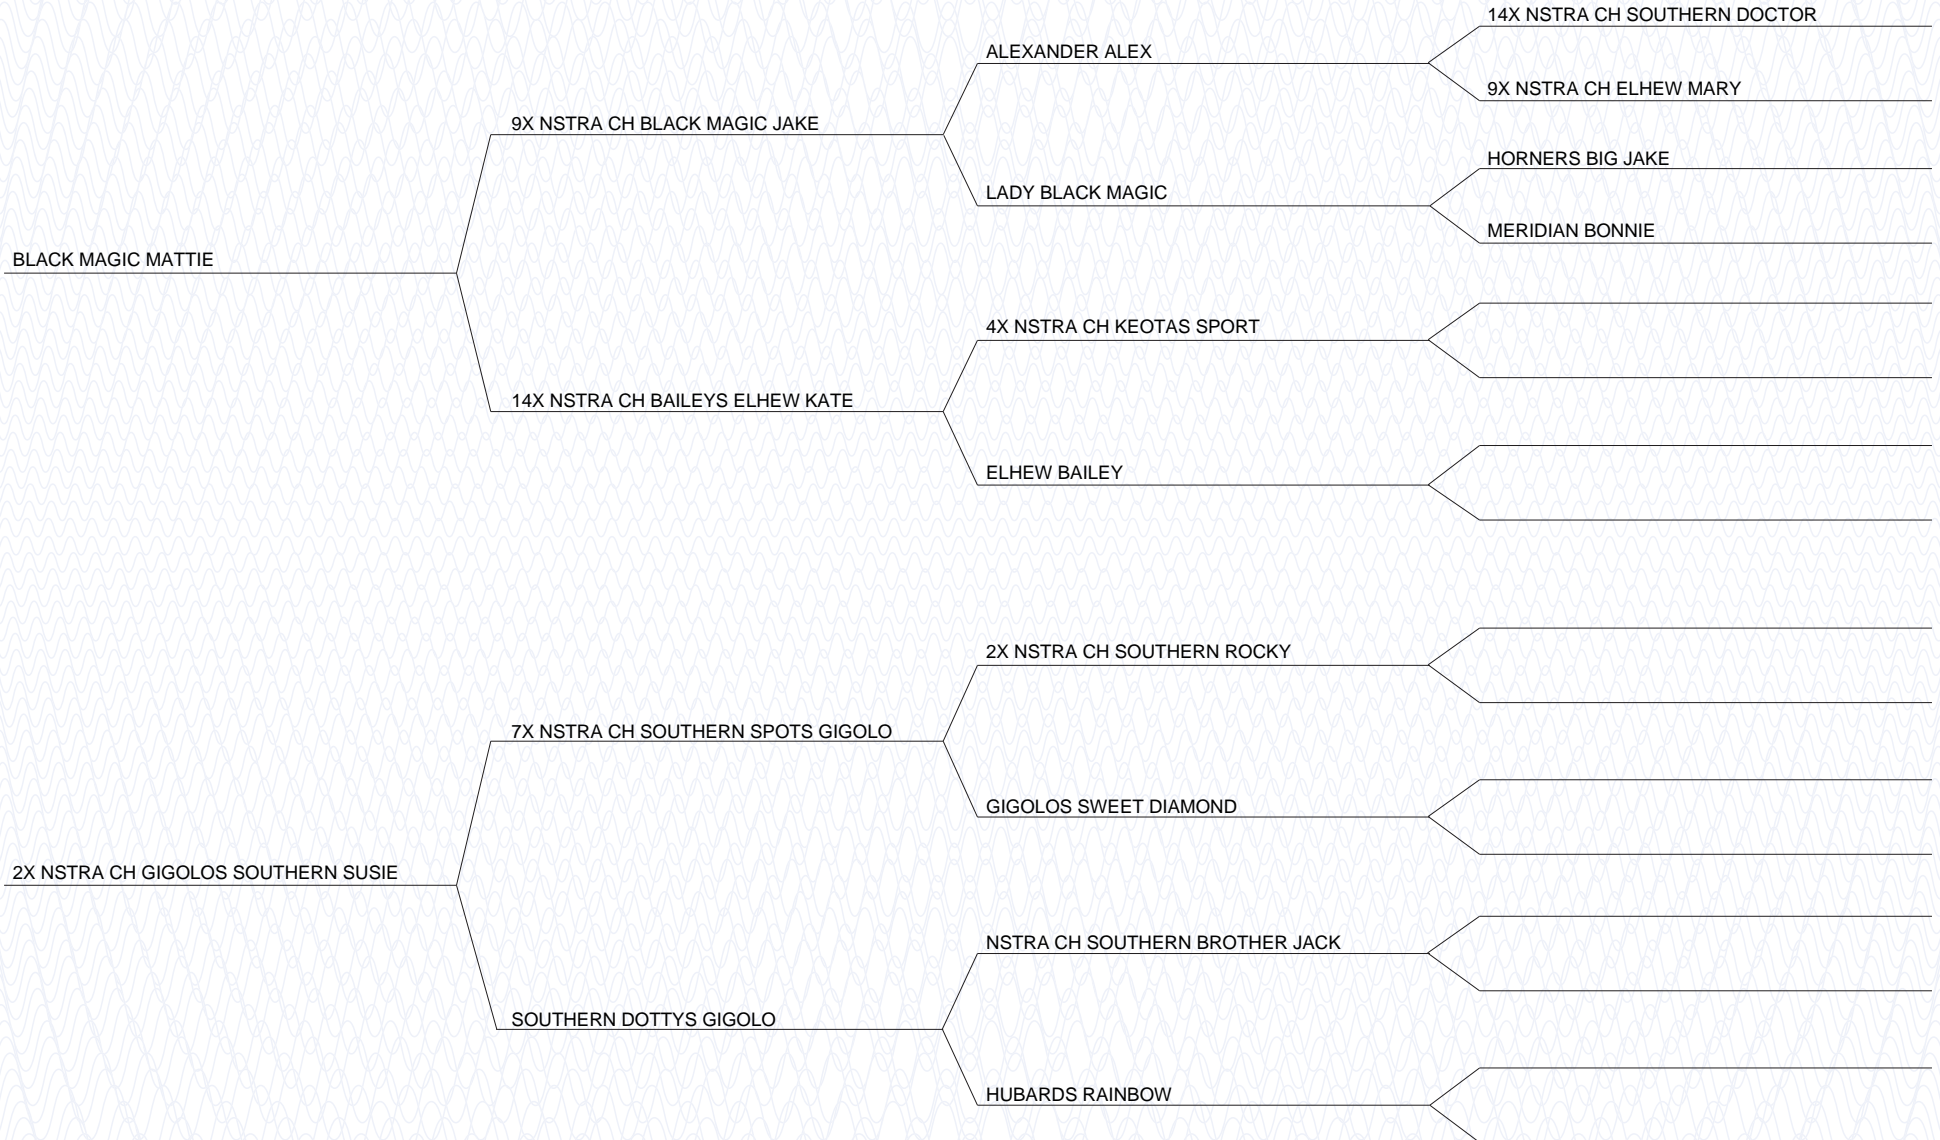 14X NSTRA CH SOUTHERN DOCTOR
ALEXANDER ALEX
9X NSTRA CH ELHEW MARY
9X NSTRA CH BLACK MAGIC JAKE
HORNERS BIG JAKE
LADY BLACK MAGIC
MERIDIAN BONNIE
BLACK MAGIC MATTIE
4X NSTRA CH KEOTAS SPORT
14X NSTRA CH BAILEYS ELHEW KATE
ELHEW BAILEY
2X NSTRA CH SOUTHERN ROCKY
7X NSTRA CH SOUTHERN SPOTS GIGOLO
GIGOLOS SWEET DIAMOND
2X NSTRA CH GIGOLOS SOUTHERN SUSIE
NSTRA CH SOUTHERN BROTHER JACK
SOUTHERN DOTTYS GIGOLO
HUBARDS RAINBOW